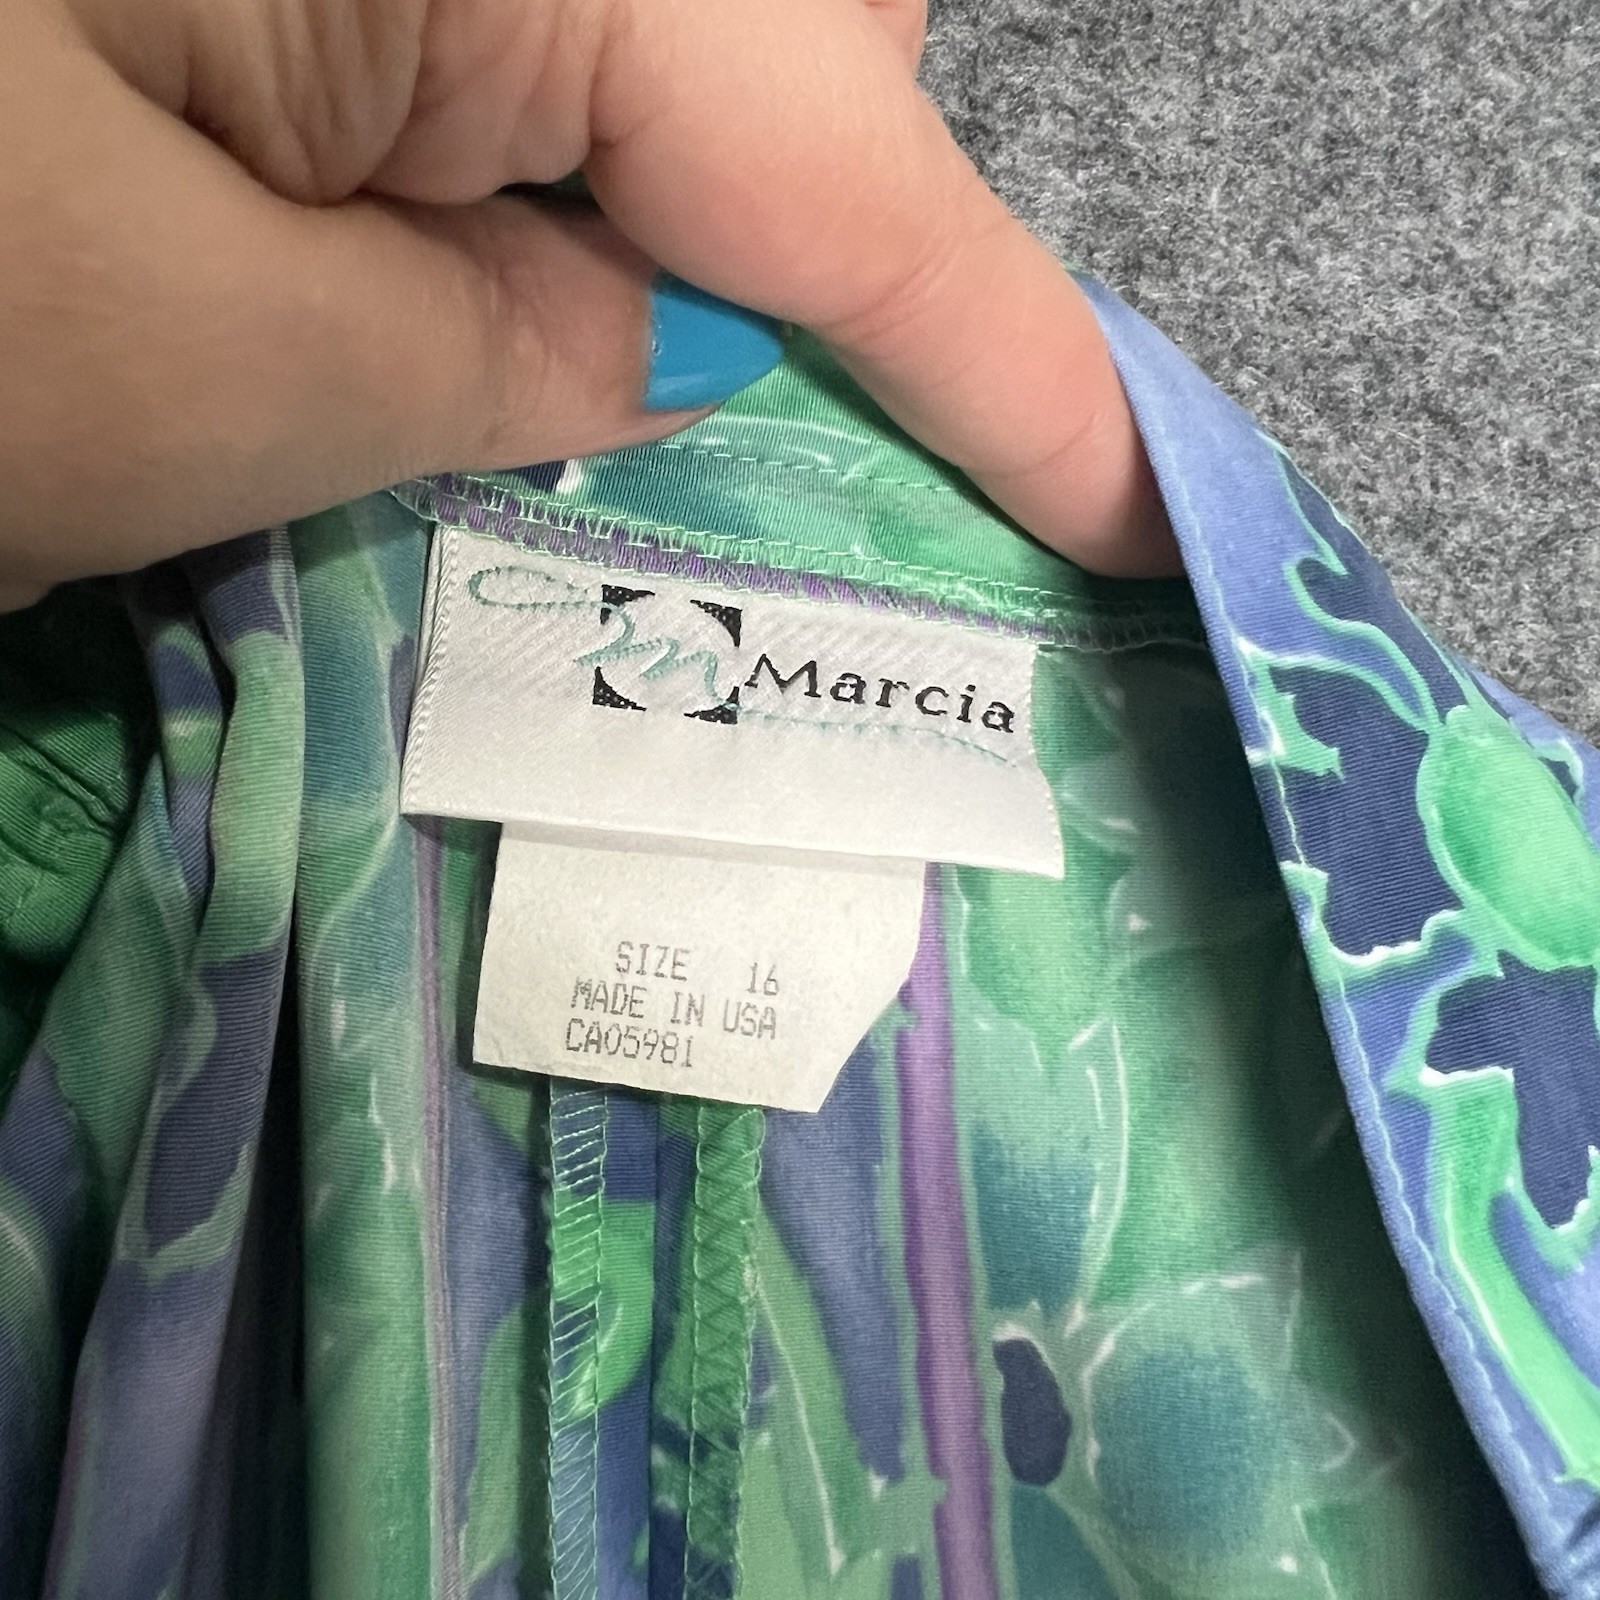 Marcia
SIZE 16
MADE IN USA
CA05981